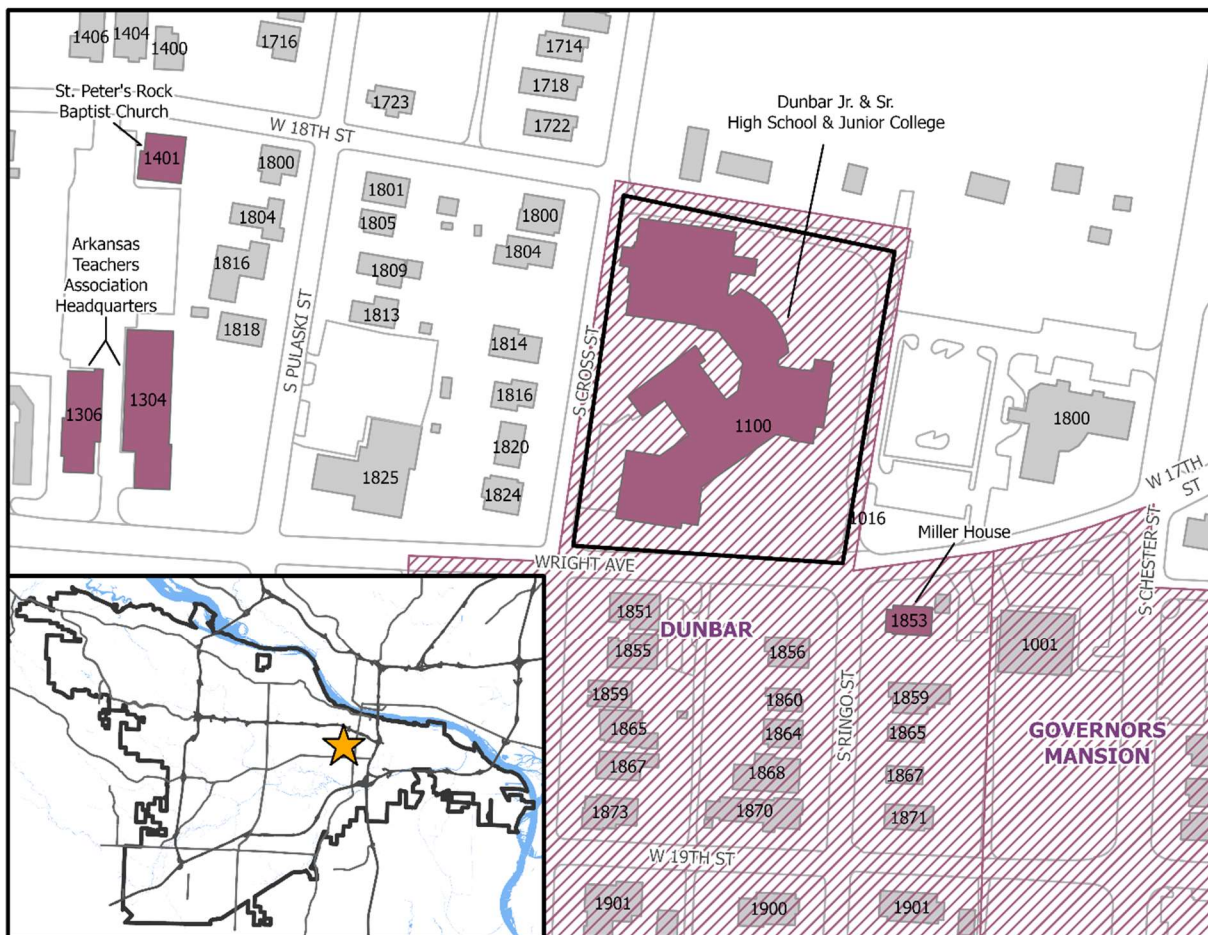 1406
1404
1400
1716
1714
1718
1722
1723
St. Peter's Rock
Baptist Church
W 18TH ST
Dunbar Jr. & Sr.
High School & Junior College
1401
1800
1801
1804
1805
1800
1804
Arkansas
Teachers
Association
Headquarters
1816
1809
1818
1813
S PULASKI ST
1814
S CROSS ST
1816
1306
1304
1820
1825
1824
1100
1800
W 17TH
ST
1016
Miller House
WRIGHT AVE
S CHESTER ST
1851
DUNBAR
1853
1855
1856
1001
1859
1860
1859
1865
1864
1865
S RINGO ST
GOVERNORS
MANSION
1867
1868
1867
1873
1870
1871
W 19TH ST
1901
1900
1901